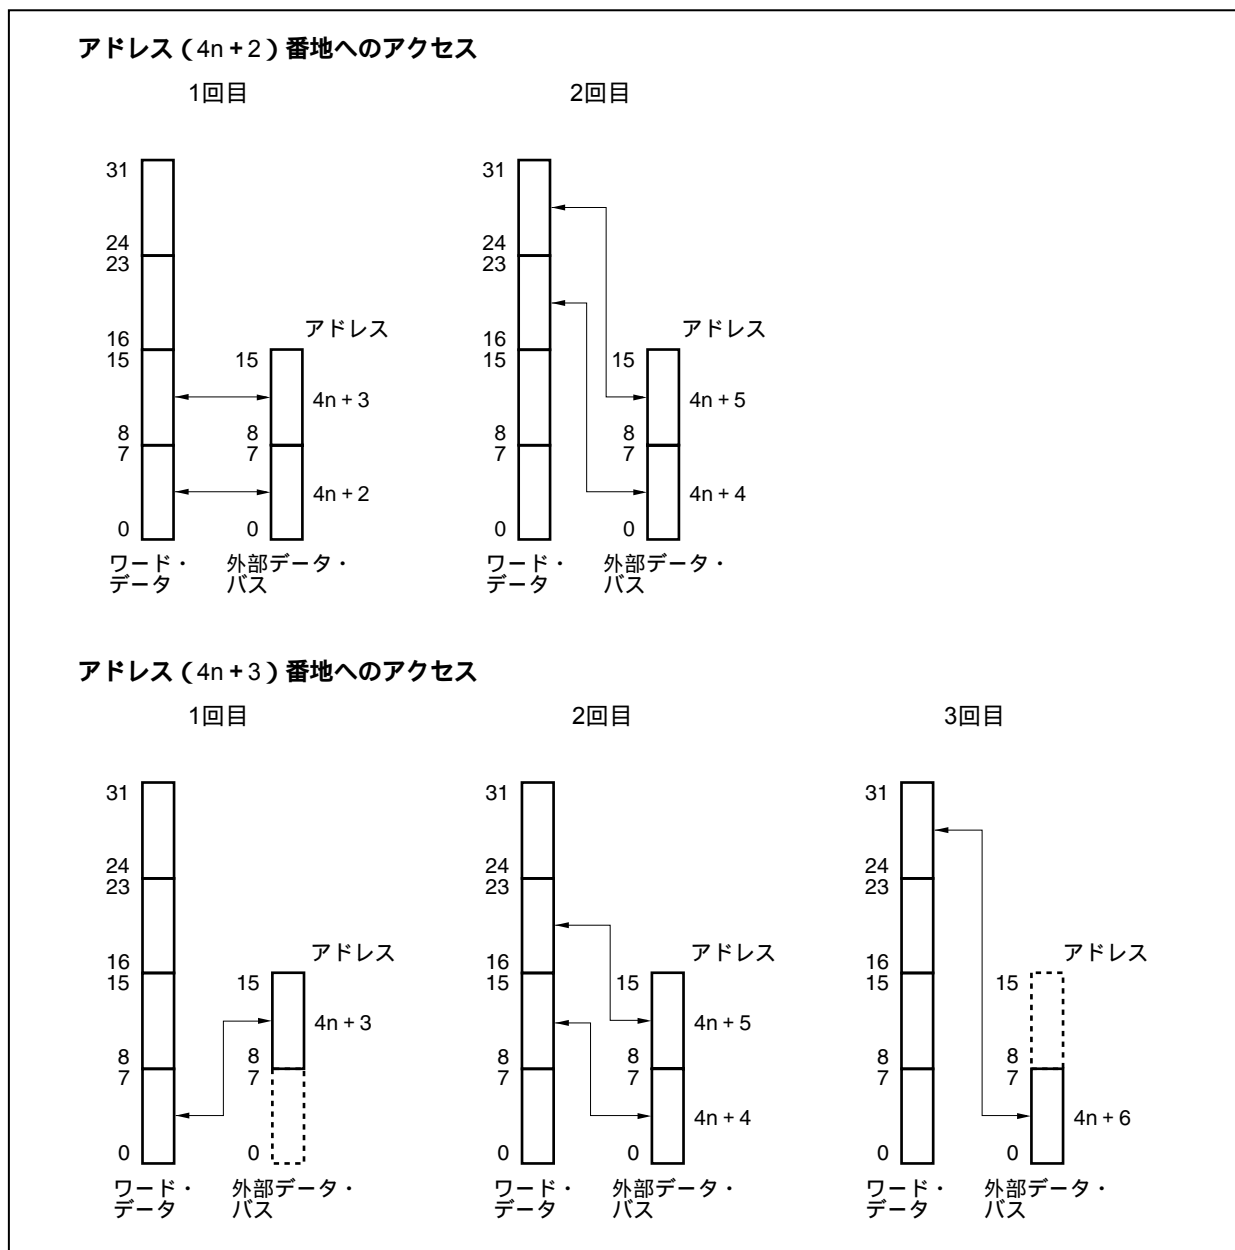 アドレス（4n＋2）番地へのアクセス
1回目
2回目
31
24
23
16
15
8
7
0
アドレス
15
4n＋3
8
7
4n＋2
0
ワード・
データ
外部データ・
バス
31
24
23
16
15
8
7
0
アドレス
15
4n＋5
8
7
4n＋4
0
ワード・
データ
外部データ・
バス
アドレス（4n＋3）番地へのアクセス
1回目
2回目
3回目
31
24
23
16
15
8
7
0
アドレス
15
4n＋3
8
7
0
ワード・
データ
外部データ・
バス
31
24
23
16
15
8
7
0
アドレス
15
4n＋5
8
7
4n＋4
0
ワード・
データ
外部データ・
バス
31
24
23
16
15
8
7
0
アドレス
15
8
7
4n＋6
0
ワード・
データ
外部データ・
バス